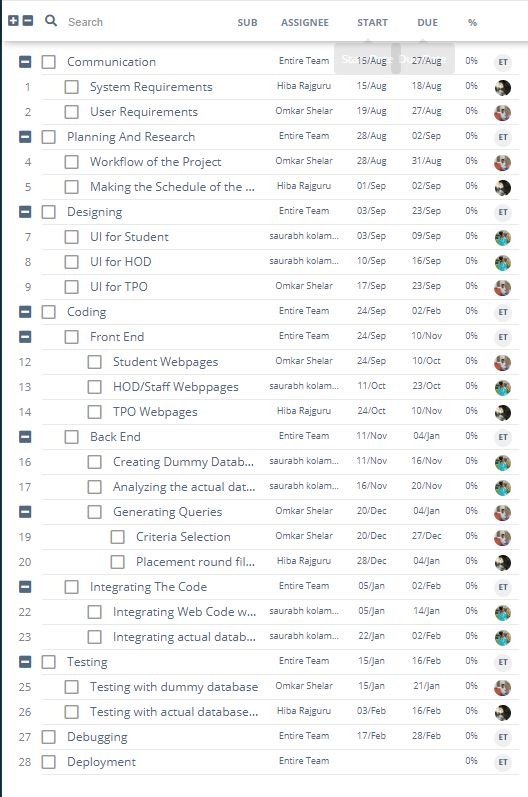 Search SUB ASSIGNEE START DUE %
Communication Entire Team 15/Aug 27/Aug 0% ET
1 System Requirements Hiba Rajguru 15/Aug 18/Aug 0%
2 User Requirements Omkar Shelar 19/Aug 27/Aug 0%
Planning And Research Entire Team 28/Aug 02/Sep 0% ET
4 Workflow of the Project Omkar Shelar 28/Aug 31/Aug 0%
5 Making the Schedule of the ... Hiba Rajguru 01/Sep 02/Sep 0%
Designing Entire Team 03/Sep 23/Sep 0% ET
7 UI for Student saurabh kolam... 03/Sep 09/Sep 0%
8 UI for HOD saurabh kolam... 10/Sep 16/Sep 0%
9 UI for TPO Omkar Shelar 17/Sep 23/Sep 0%
Coding Entire Team 24/Sep 02/Feb 0% ET
Front End Entire Team 24/Sep 10/Nov 0% ET
12 Student Webpages Omkar Shelar 24/Sep 10/Oct 0%
13 HOD/Staff Webppages saurabh kolam... 11/Oct 23/Oct 0%
14 TPO Webpages Hiba Rajguru 24/Oct 10/Nov 0%
Back End Entire Team 11/Nov 04/Jan 0% ET
16 Creating Dummy Datab... saurabh kolam... 11/Nov 16/Nov 0%
17 Analyzing the actual dat... saurabh kolam... 16/Nov 20/Nov 0%
Generating Queries Omkar Shelar 20/Dec 04/Jan 0%
19 Criteria Selection Omkar Shelar 20/Dec 27/Dec 0%
20 Placement round fil... Hiba Rajguru 28/Dec 04/Jan 0%
Integrating The Code Entire Team 05/Jan 02/Feb 0% ET
22 Integrating Web Code w... saurabh kolam... 05/Jan 14/Jan 0%
23 Integrating actual datab... saurabh kolam... 22/Jan 02/Feb 0%
Testing Entire Team 15/Jan 16/Feb 0% ET
25 Testing with dummy database Omkar Shelar 15/Jan 21/Jan 0%
26 Testing with actual database... Hiba Rajguru 03/Feb 16/Feb 0%
27 Debugging Entire Team 17/Feb 28/Feb 0% ET
28 Deployment Entire Team 0% ET